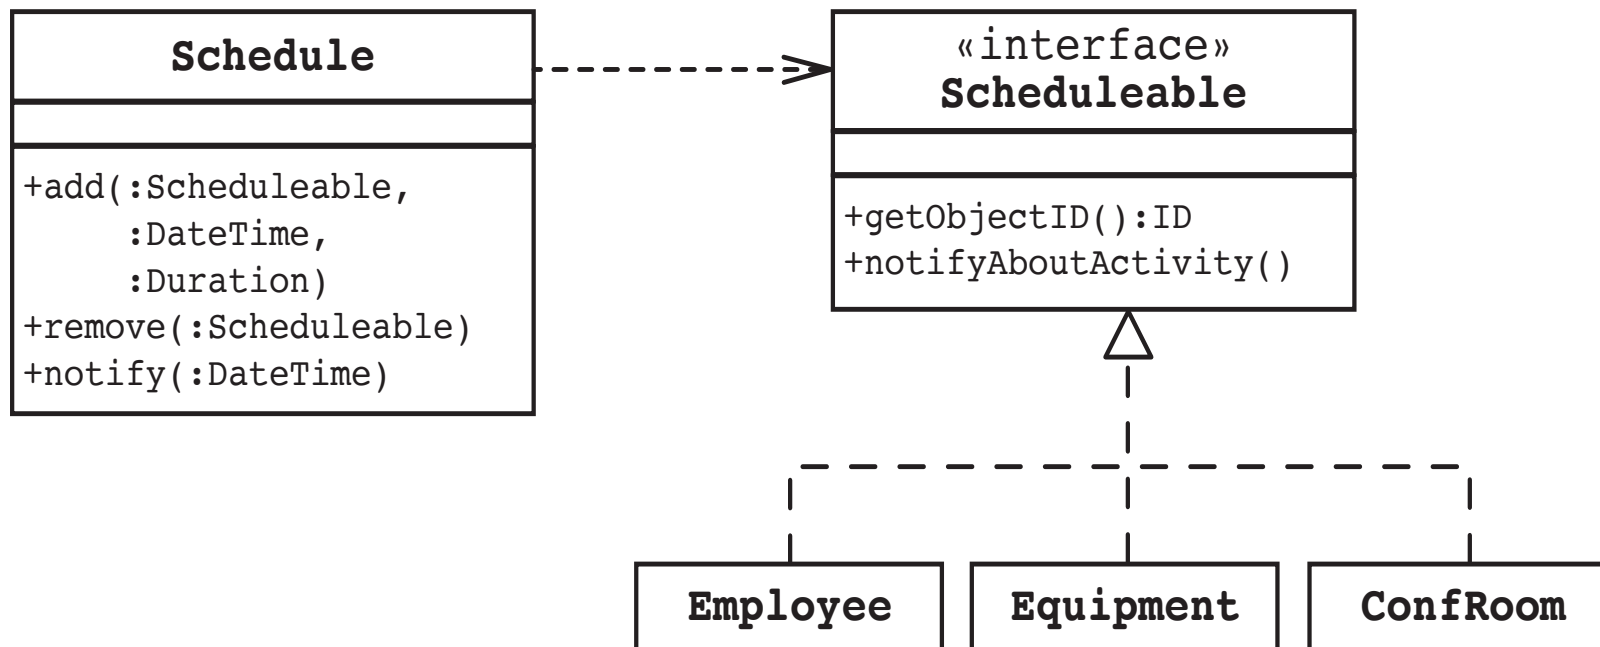 Schedule
+add(:Scheduleable,
:DateTime,
:Duration)
+remove(:Scheduleable)
+notify(:DateTime)
«interface»
Scheduleable
+getObjectID():ID
+notifyAboutActivity()
Employee
Equipment
ConfRoom